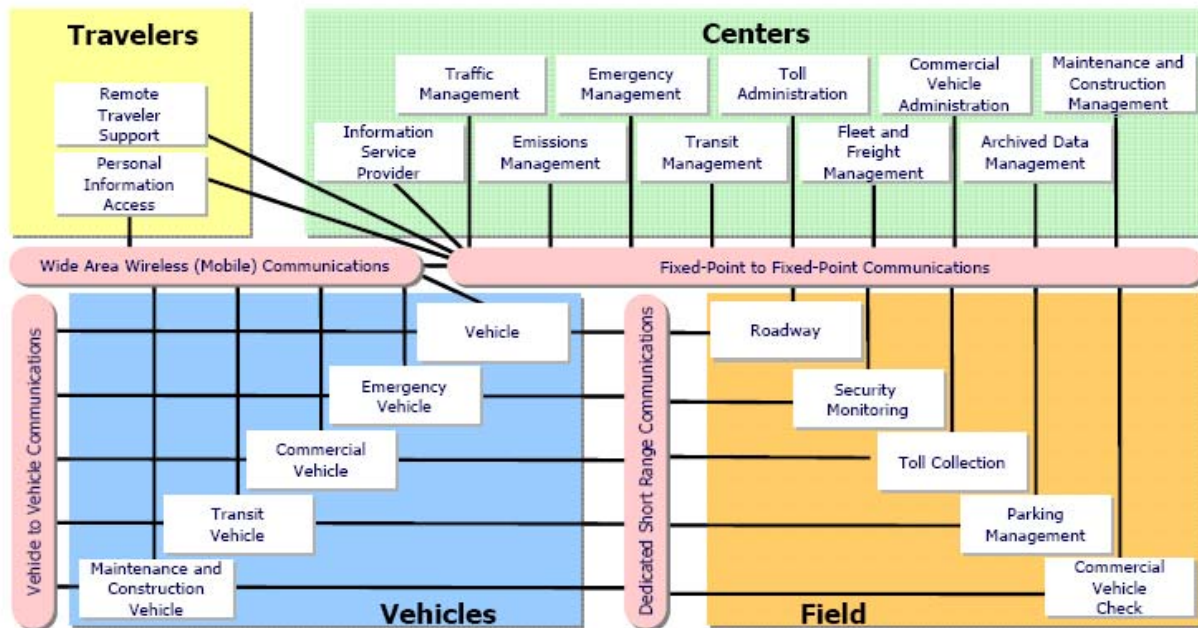 Travelers
Centers
Remote
Traveler
Support
Personal
Information
Access
Traffic
Management
Emergency
Management
Toll
Administration
Commercial
Vehicle
Administration
Maintenance and
Construction
Management
Information
Service
Provider
Emissions
Management
Transit
Management
Fleet and
Freight
Management
Archived Data
Management
Wide Area Wireless (Mobile) Communications
Fixed-Point to Fixed-Point Communications
Vehicle to Vehicle Communications
Vehicle
Emergency
Vehicle
Commercial
Vehicle
Transit
Vehicle
Maintenance and
Construction
Vehicle
Vehicles
Dedicated Short Range Communications
Roadway
Security
Monitoring
Toll Collection
Parking
Management
Commercial
Vehicle
Check
Field